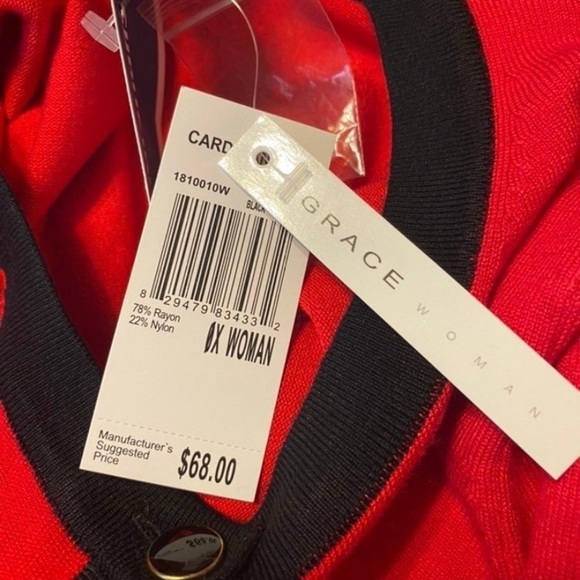 CARD
1810010W
BLACK
8 29479 83433 2
78% Rayon
22% Nylon
0X WOMAN
Manufacturer's
Suggested
Price
$68.00
GRACE WOMAN